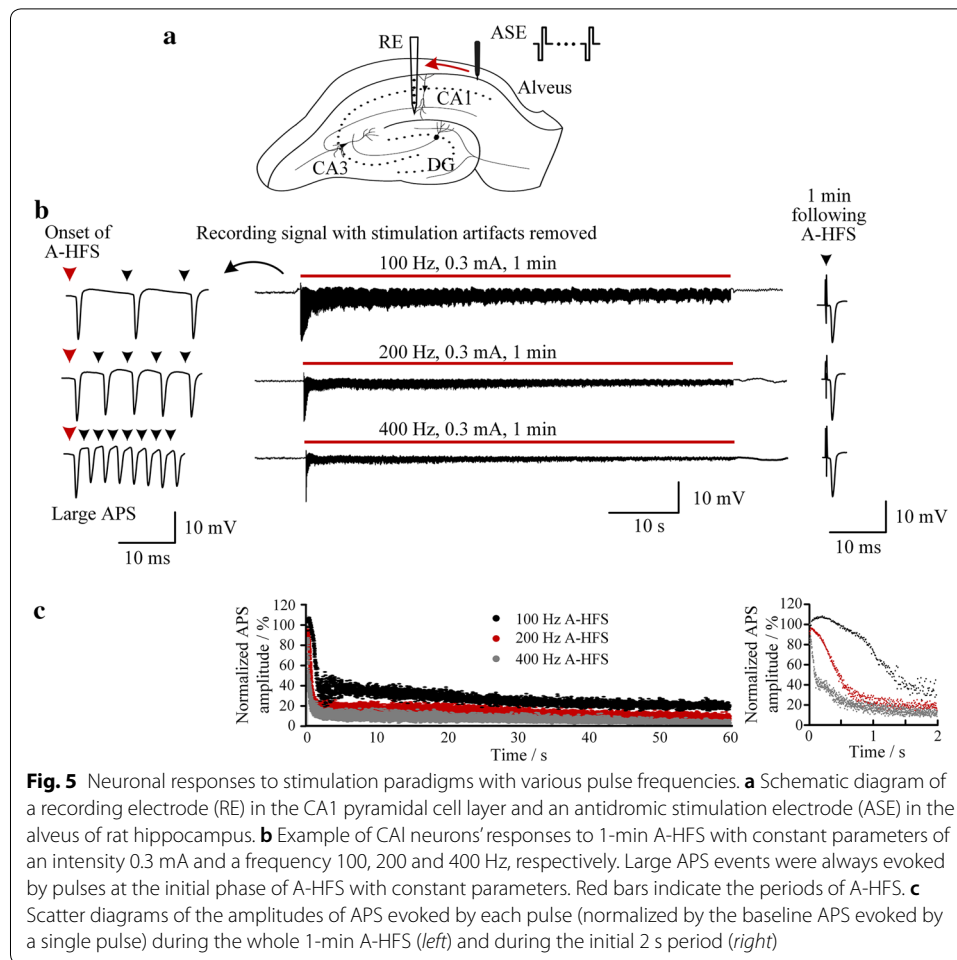 a
RE
ASE
Alveus
CA1
CA3
DG
b
Onset of
A-HFS
Recording signal with stimulation artifacts removed
1 min
following
A-HFS
100 Hz, 0.3 mA, 1 min
200 Hz, 0.3 mA, 1 min
400 Hz, 0.3 mA, 1 min
Large APS
10 mV
10 ms
10 s
10 mV
10 mV
10 ms
c
Normalized APS
amplitude / %
120
100
80
60
40
20
0
0
10
20
30
40
50
60
Time / s
100 Hz A-HFS
200 Hz A-HFS
400 Hz A-HFS
Normalized APS
amplitude / %
120
100
80
60
40
20
0
0
1
2
Time / s
Fig. 5 Neuronal responses to stimulation paradigms with various pulse frequencies. a Schematic diagram of
a recording electrode (RE) in the CA1 pyramidal cell layer and an antidromic stimulation electrode (ASE) in the
alveus of rat hippocampus. b Example of CAl neurons' responses to 1-min A-HFS with constant parameters of
an intensity 0.3 mA and a frequency 100, 200 and 400 Hz, respectively. Large APS events were always evoked
by pulses at the initial phase of A-HFS with constant parameters. Red bars indicate the periods of A-HFS. c
Scatter diagrams of the amplitudes of APS evoked by each pulse (normalized by the baseline APS evoked by
a single pulse) during the whole 1-min A-HFS (left) and during the initial 2 s period (right)